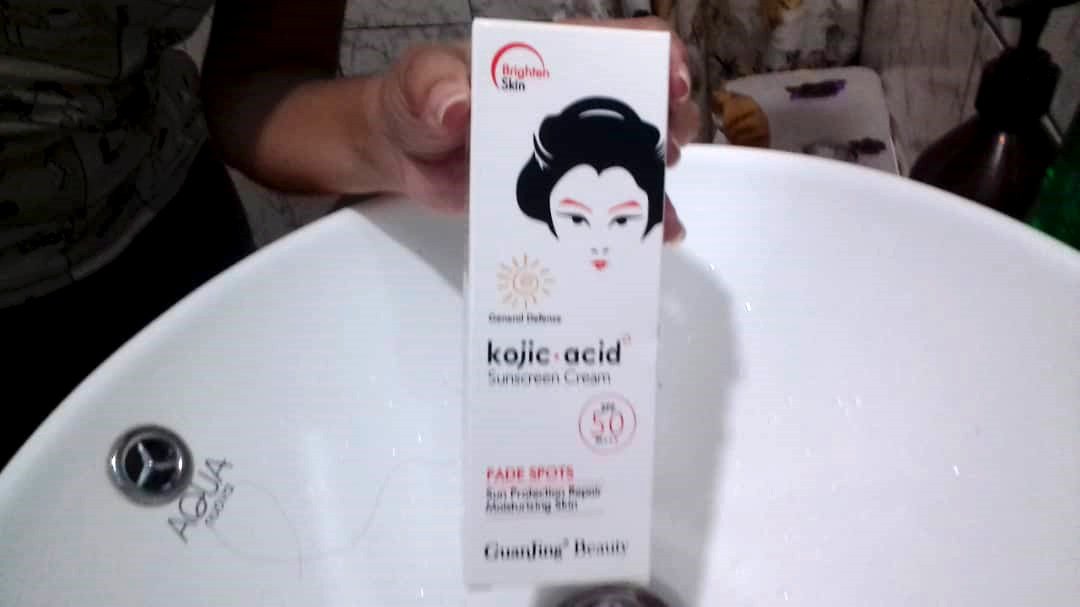 Brighten
Skin
General Defense
kojic·acid
Sunscreen Cream
SPF
50
FADE SPOTS
Sun Protection Repair
Moisturizing Skin
GuanJing® Beauty
AQUA